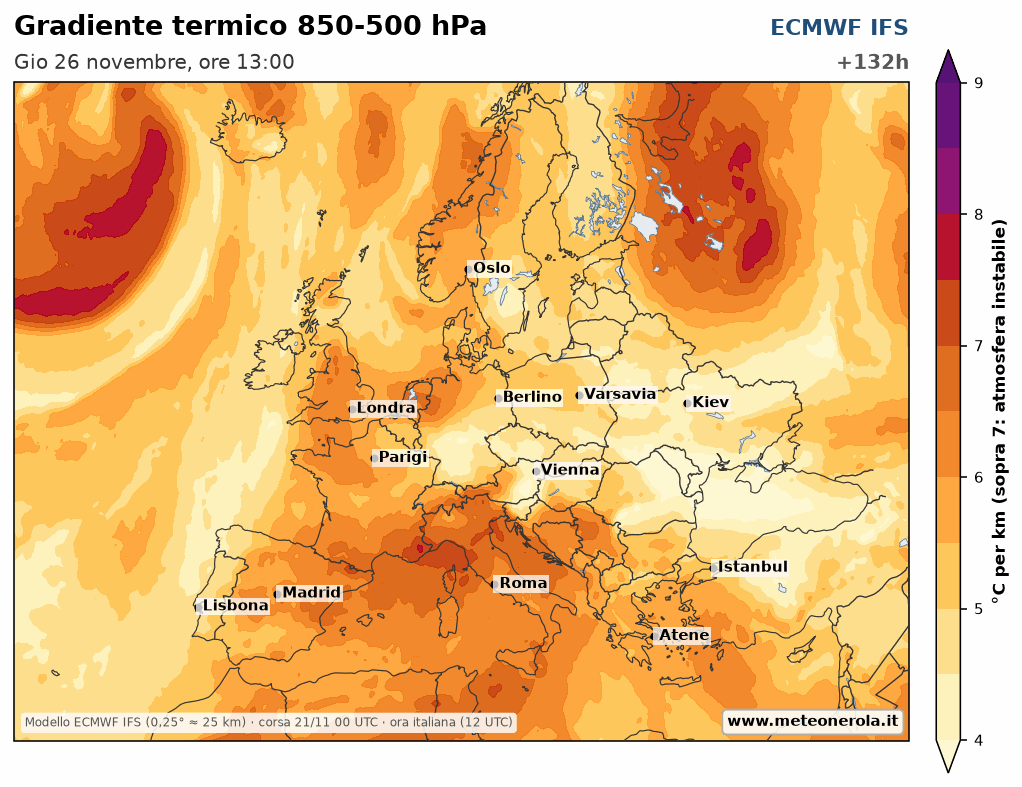 Gradiente termico 850-500 hPa
ECMWF IFS
Gio 26 novembre, ore 13:00
+132h
9
8
7
6
5
4
°C per km (sopra 7: atmosfera instabile)
Oslo
Berlino
Varsavia
Kiev
Londra
Parigi
Vienna
Istanbul
Roma
Madrid
Lisbona
Atene
Modello ECMWF IFS (0,25° ≈ 25 km) · corsa 21/11 00 UTC · ora italiana (12 UTC)
www.meteonerola.it